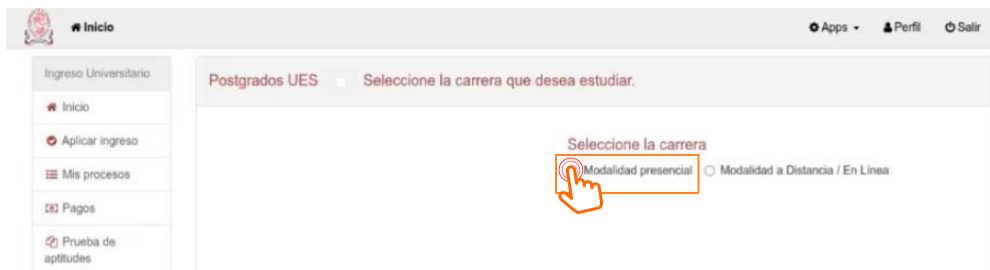 Inicio
Apps
Perfil
Salir
Ingreso Universitario
Inicio
Aplicar ingreso
Mis procesos
Pagos
Prueba de
aptitudes
Postgrados UES
Seleccione la carrera que desea estudiar.
Seleccione la carrera
Modalidad presencial
Modalidad a Distancia / En Línea